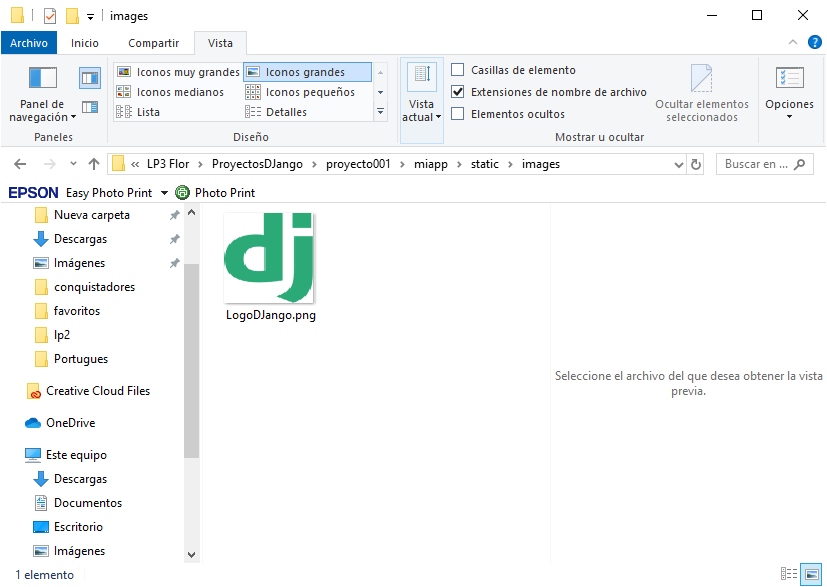 images
Archivo Inicio Compartir Vista
Panel de navegación
Paneles
Iconos muy grandes Iconos grandes
Iconos medianos Iconos pequeños
Lista Detalles
Diseño
Vista actual
Casillas de elemento
Extensiones de nombre de archivo
Elementos ocultos
Ocultar elementos seleccionados
Mostrar u ocultar
Opciones
« LP3 Flor › ProyectosDJango › proyecto001 › miapp › static › images
Buscar en ...
EPSON Easy Photo Print Photo Print
Nueva carpeta
Descargas
Imágenes
conquistadores
favoritos
lp2
Portugues
Creative Cloud Files
OneDrive
Este equipo
Descargas
Documentos
Escritorio
Imágenes
dj
LogoDJango.png
Seleccione el archivo del que desea obtener la vista
previa.
1 elemento